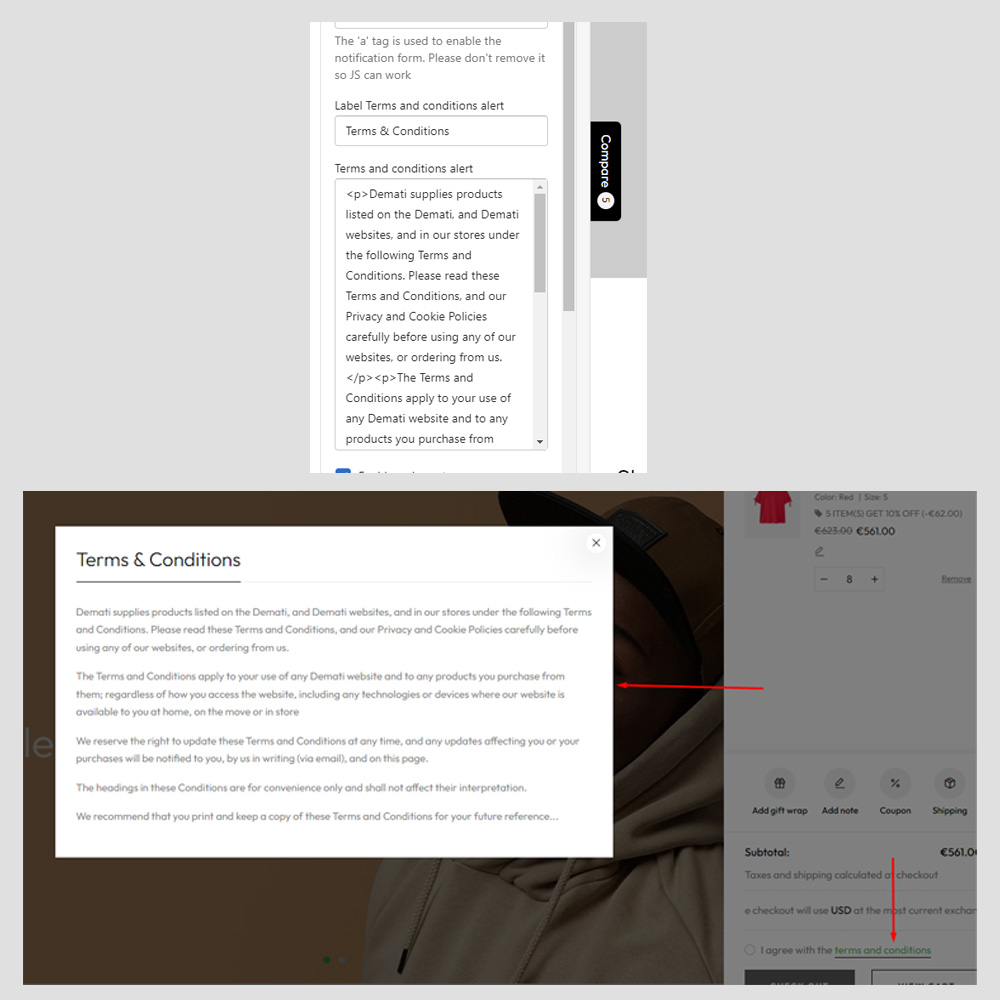 The 'a' tag is used to enable the
notification form. Please don't remove it
so JS can work
Label Terms and conditions alert
Terms & Conditions
Terms and conditions alert
<p>Demati supplies products
listed on the Demati, and Demati
websites, and in our stores under
the following Terms and
Conditions. Please read these
Terms and Conditions, and our
Privacy and Cookie Policies
carefully before using any of our
websites, or ordering from us.
</p><p>The Terms and
Conditions apply to your use of
any Demati website and to any
products you purchase from
Compare 5
Terms & Conditions
Demati supplies products listed on the Demati, and Demati websites, and in our stores under the following Terms
and Conditions. Please read these Terms and Conditions, and our Privacy and Cookie Policies carefully before
using any of our websites, or ordering from us.
The Terms and Conditions apply to your use of any Demati website and to any products you purchase from
them; regardless of how you access the website, including any technologies or devices where our website is
available to you at home, on the move or in store
We reserve the right to update these Terms and Conditions at any time, and any updates affecting you or your
purchases will be notified to you, by us in writing (via email), and on this page.
The headings in these Conditions are for convenience only and shall not affect their interpretation.
We recommend that you print and keep a copy of these Terms and Conditions for your future reference...
le
Color: Red | Size: S
5 ITEM(S) GET 10% OFF (-€62.00)
€623.00 €561.00
− 8 + Remove
Add gift wrap Add note Coupon Shipping
Subtotal: €561.0
Taxes and shipping calculated at checkout
e checkout will use USD at the most current exchan
I agree with the terms and conditions
CHECK OUT VIEW CART